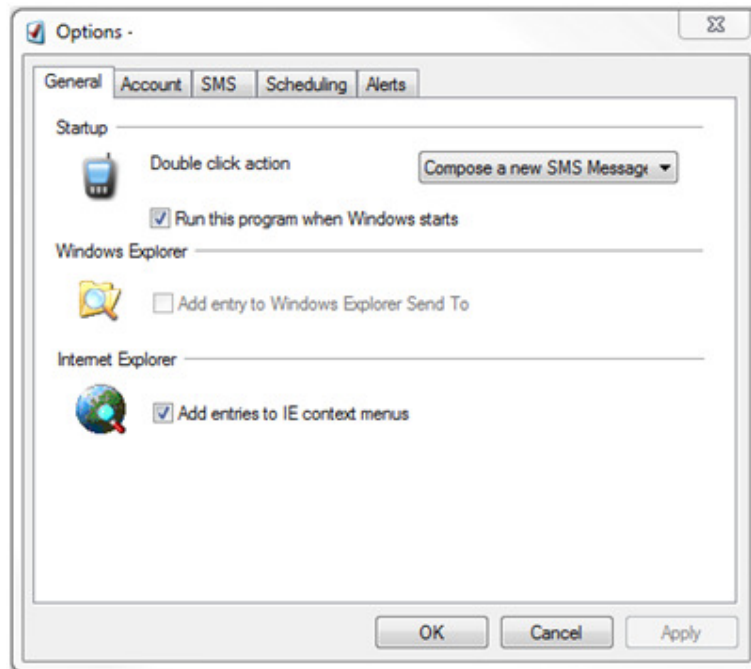 Options -
General Account SMS Scheduling Alerts
Startup
Double click action Compose a new SMS Message
Run this program when Windows starts
Windows Explorer
Add entry to Windows Explorer Send To
Internet Explorer
Add entries to IE context menus
OK Cancel Apply